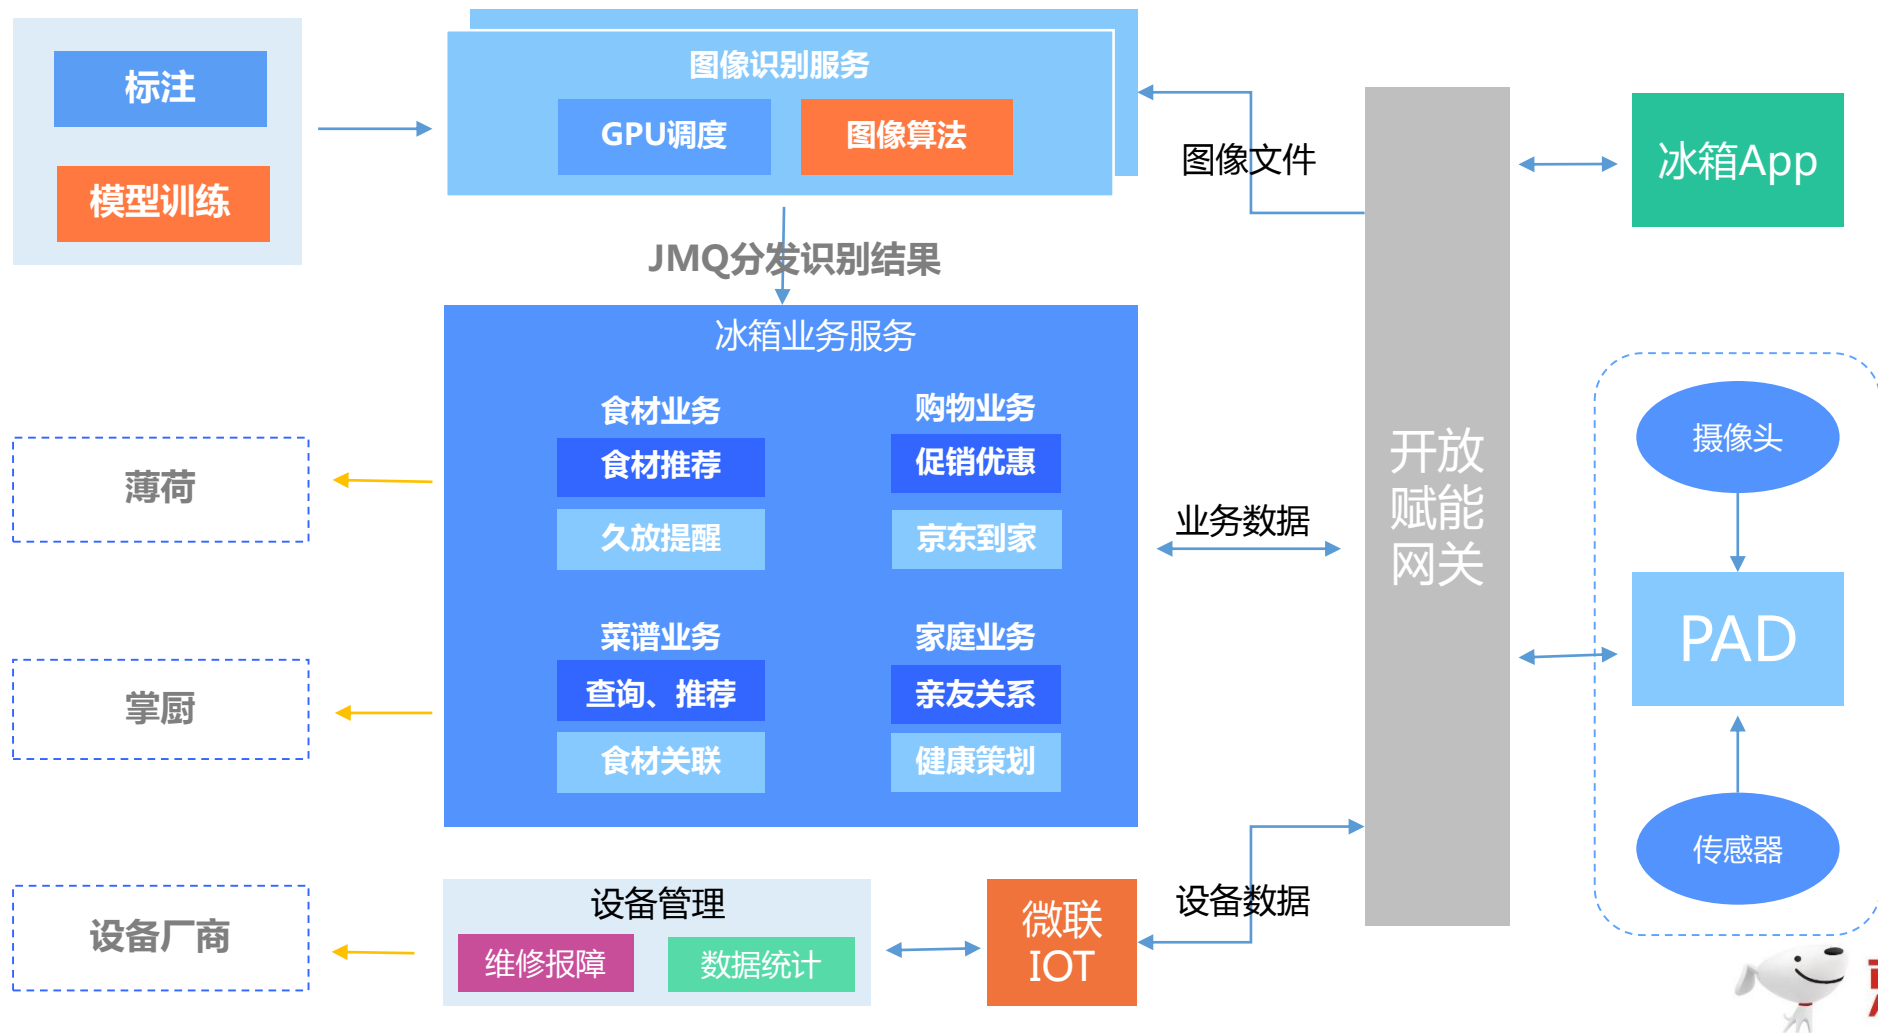 标注
模型训练
图像识别服务
GPU调度
图像算法
图像文件
冰箱App
JMQ分发识别结果
冰箱业务服务
食材业务
食材推荐
久放提醒
购物业务
促销优惠
京东到家
菜谱业务
查询、推荐
食材关联
家庭业务
亲友关系
健康策划
薄荷
掌厨
设备厂商
业务数据
开放
赋能
网关
摄像头
PAD
传感器
设备管理
维修报障
数据统计
微联
IOT
设备数据